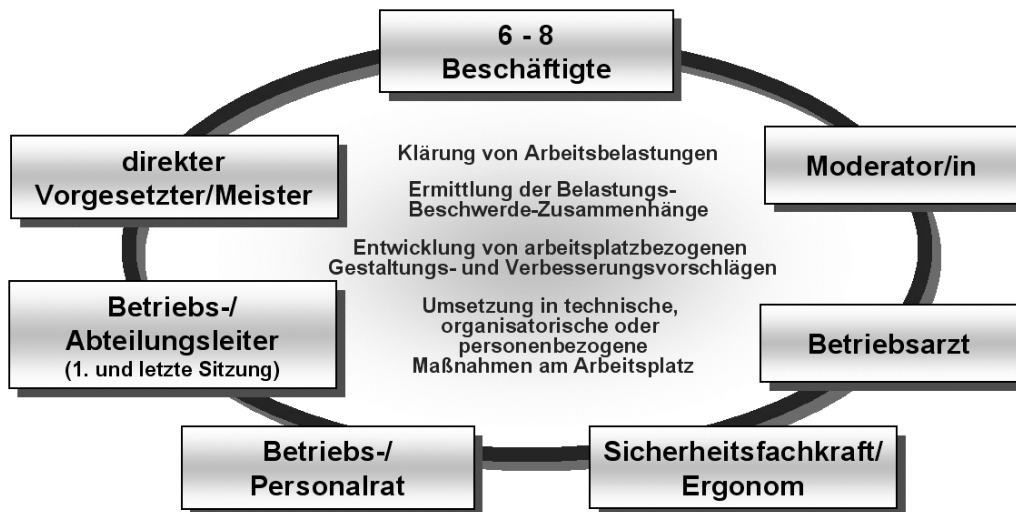 6 - 8
Beschäftigte
direkter
Vorgesetzter/Meister
Moderator/in
Klärung von Arbeitsbelastungen
Ermittlung der Belastungs-
Beschwerde-Zusammenhänge
Entwicklung von arbeitsplatzbezogenen
Gestaltungs- und Verbesserungsvorschlägen
Umsetzung in technische,
organisatorische oder
personenbezogene
Maßnahmen am Arbeitsplatz
Betriebs-/
Abteilungsleiter
(1. und letzte Sitzung)
Betriebsarzt
Betriebs-/
Personalrat
Sicherheitsfachkraft/
Ergonom